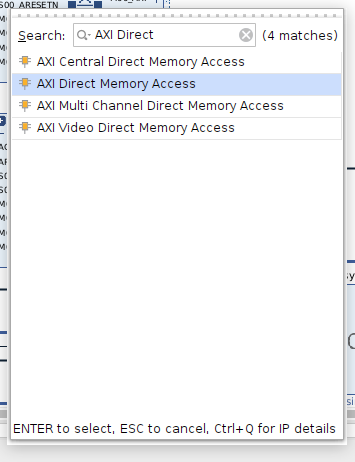 S00_ARESETN
Search: AXI Direct (4 matches)
AXI Central Direct Memory Access
AXI Direct Memory Access
AXI Multi Channel Direct Memory Access
AXI Video Direct Memory Access
ENTER to select, ESC to cancel, Ctrl+Q for IP details